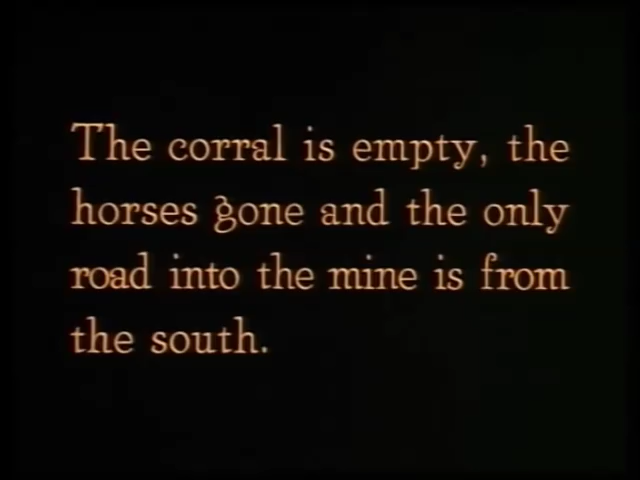 The corral is empty, the
horses gone and the only
road into the mine is from
the south.